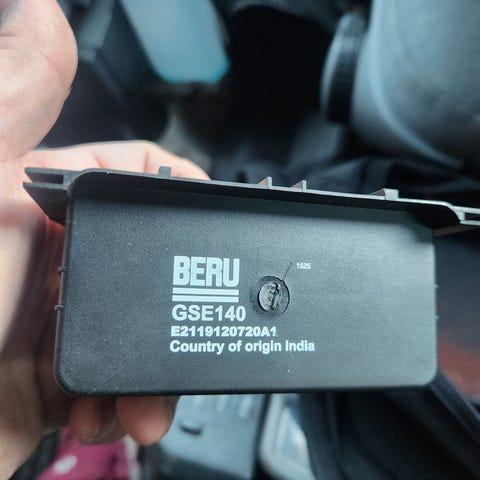 BERU
1525
GSE140
E2119120720A1
Country of origin India